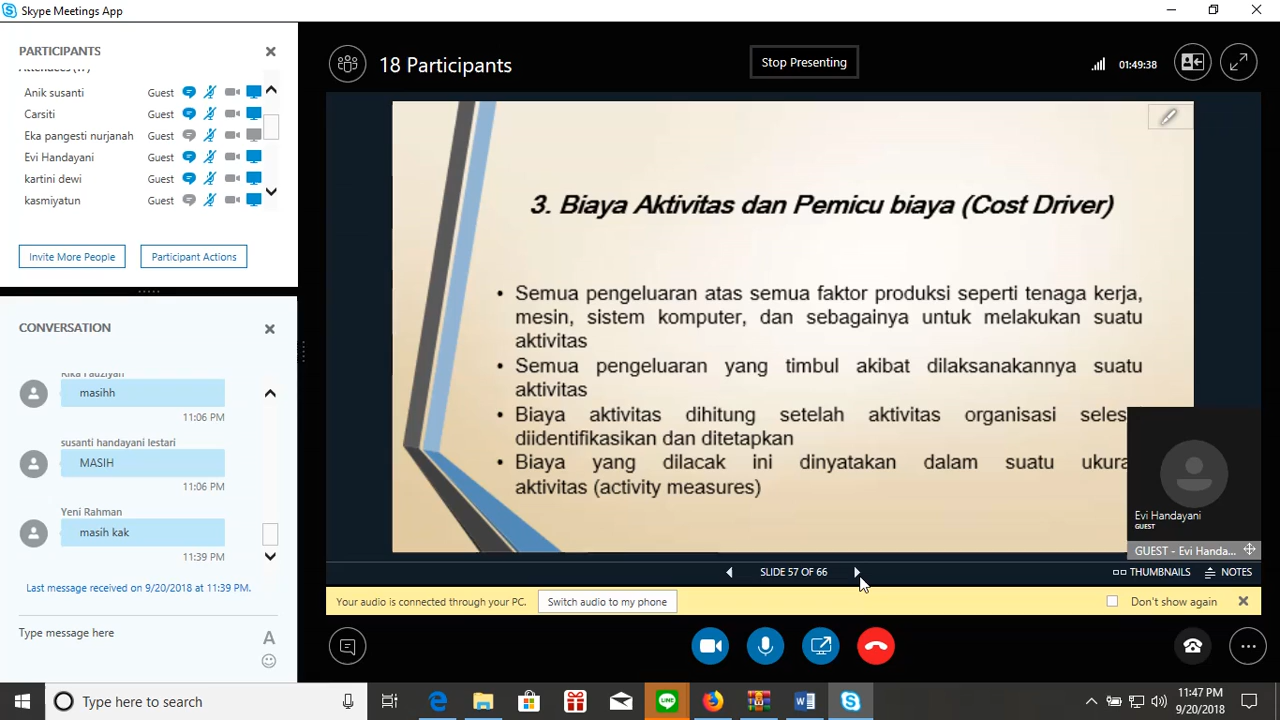 Skype Meetings App
PARTICIPANTS
Anik susanti Guest
Carsiti Guest
Eka pangesti nurjanah Guest
Evi Handayani Guest
kartini dewi Guest
kasmiyatun Guest
Invite More People Participant Actions
CONVERSATION
masihh
11:06 PM
susanti handayani lestari
MASIH
11:06 PM
Yeni Rahman
masih kak
11:39 PM
Last message received on 9/20/2018 at 11:39 PM.
Type message here
18 Participants
Stop Presenting
01:49:38
3. Biaya Aktivitas dan Pemicu biaya (Cost Driver)
• Semua pengeluaran atas semua faktor produksi seperti tenaga kerja,
mesin, sistem komputer, dan sebagainya untuk melakukan suatu
aktivitas
• Semua pengeluaran yang timbul akibat dilaksanakannya suatu
aktivitas
• Biaya aktivitas dihitung setelah aktivitas organisasi
diidentifikasikan dan ditetapkan
• Biaya yang dilacak ini dinyatakan dalam suatu
aktivitas (activity measures)
Evi Handayani
GUEST
GUEST - Evi Handa...
SLIDE 57 OF 66
THUMBNAILS NOTES
Your audio is connected through your PC. Switch audio to my phone Don't show again
Type here to search
11:47 PM
9/20/2018